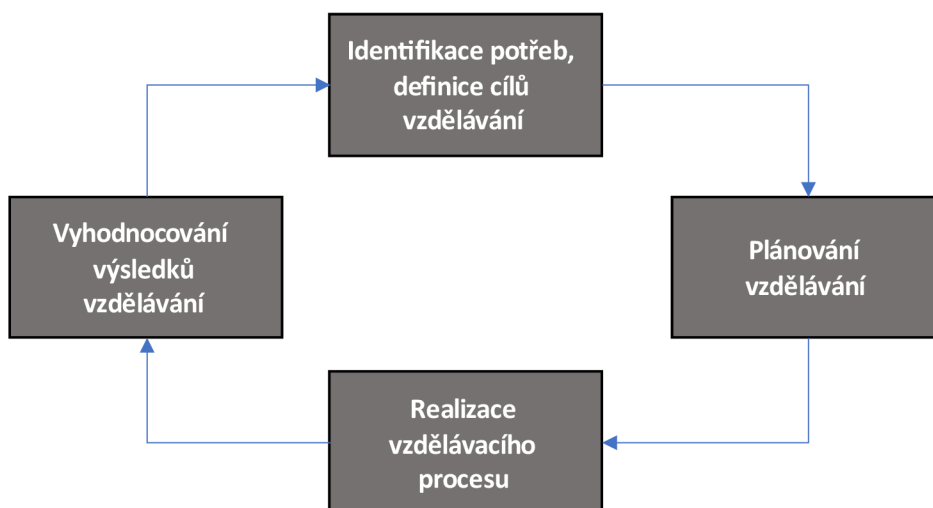 Identifikace potřeb,
definice cílů
vzdělávání
Vyhodnocování
výsledků
vzdělávání
Plánování
vzdělávání
Realizace
vzdělávacího
procesu